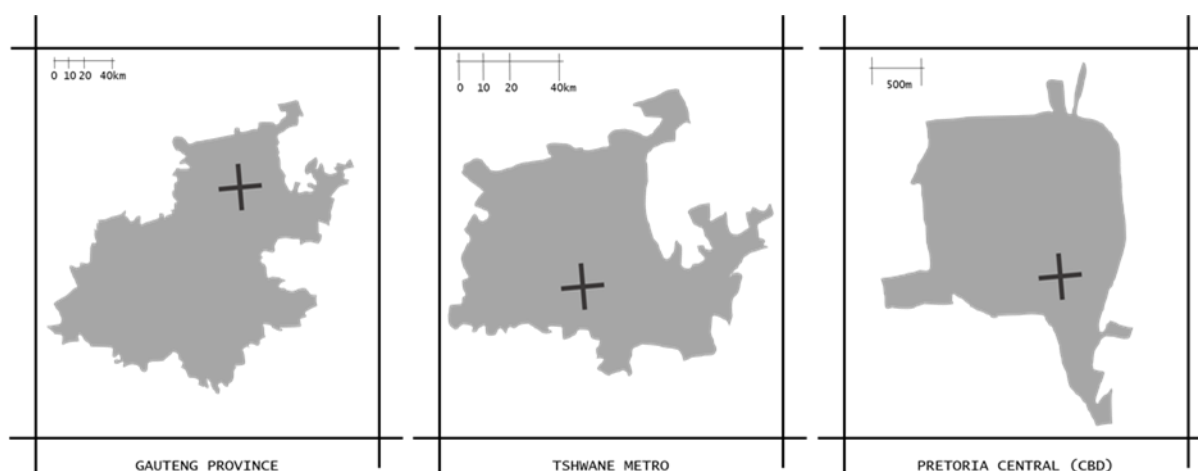 0 10 20 40km
0 10 20 40km
500m
GAUTENG PROVINCE
TSHWANE METRO
PRETORIA CENTRAL (CBD)